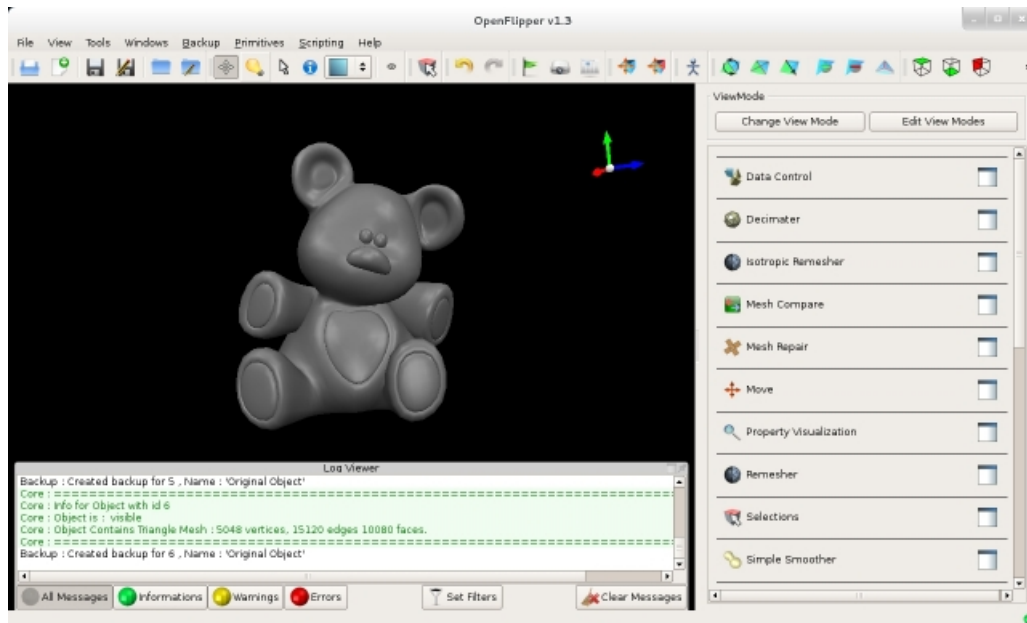 OpenFlipper v1.3
File View Tools Windows Backup Primitives Scripting Help
ViewMode
Change View Mode Edit View Modes
Data Control
Decimater
Isotropic Remesher
Mesh Compare
Mesh Repair
Move
Property Visualization
Remesher
Selections
Simple Smoother
Log Viewer
Backup : Created backup for 5 , Name : 'Original Object'
Core : ========================================================================
Core : Info for Object with id 6
Core : Object is : visible
Core : Object Contains Triangle Mesh : 5048 vertices, 15120 edges 10080 faces.
Core : ========================================================================
Backup : Created backup for 6 , Name : 'Original Object'
All Messages Informations Warnings Errors Set Filters Clear Messages